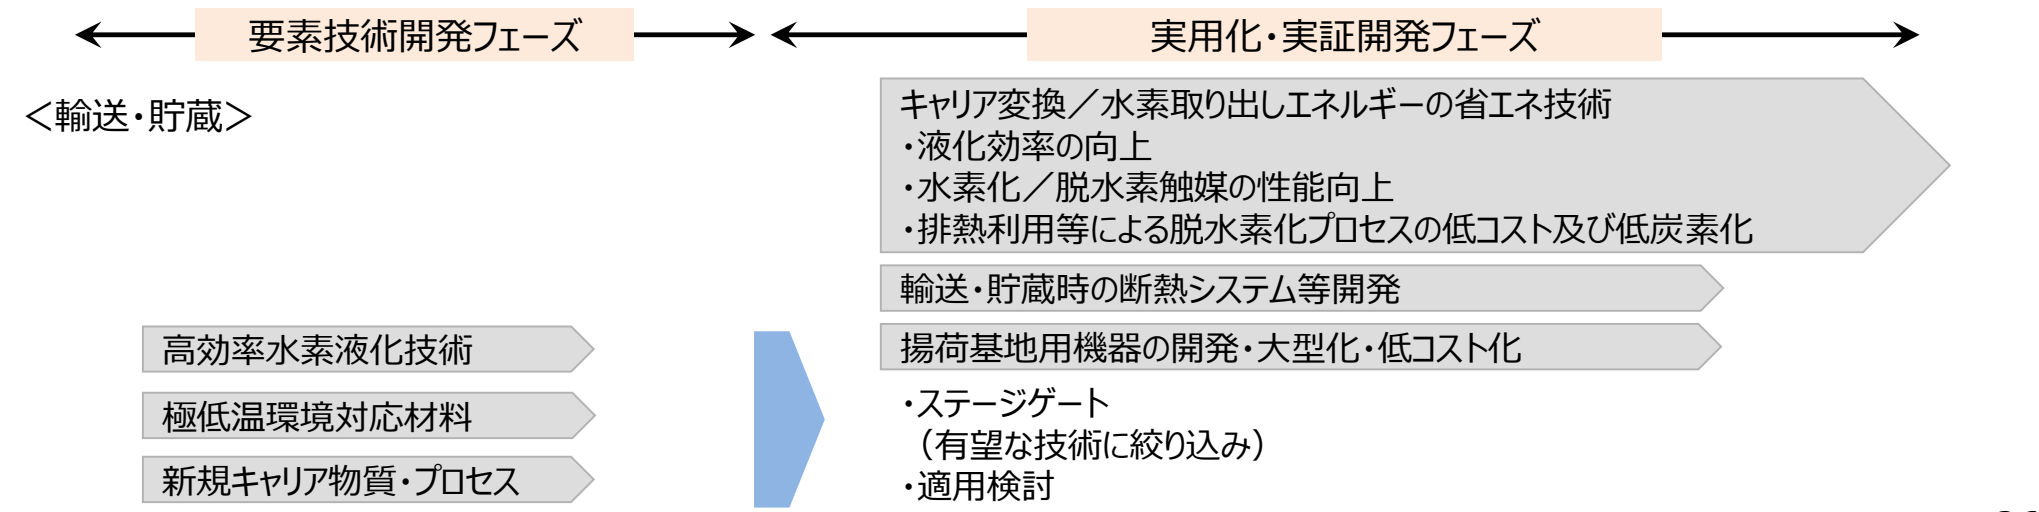 要素技術開発フェーズ
実用化・実証開発フェーズ
＜輸送・貯蔵＞
キャリア変換／水素取り出しエネルギーの省エネ技術
・液化効率の向上
・水素化／脱水素触媒の性能向上
・排熱利用等による脱水素化プロセスの低コスト及び低炭素化
輸送・貯蔵時の断熱システム等開発
高効率水素液化技術
揚荷基地用機器の開発・大型化・低コスト化
極低温環境対応材料
新規キャリア物質・プロセス
・ステージゲート
（有望な技術に絞り込み）
・適用検討